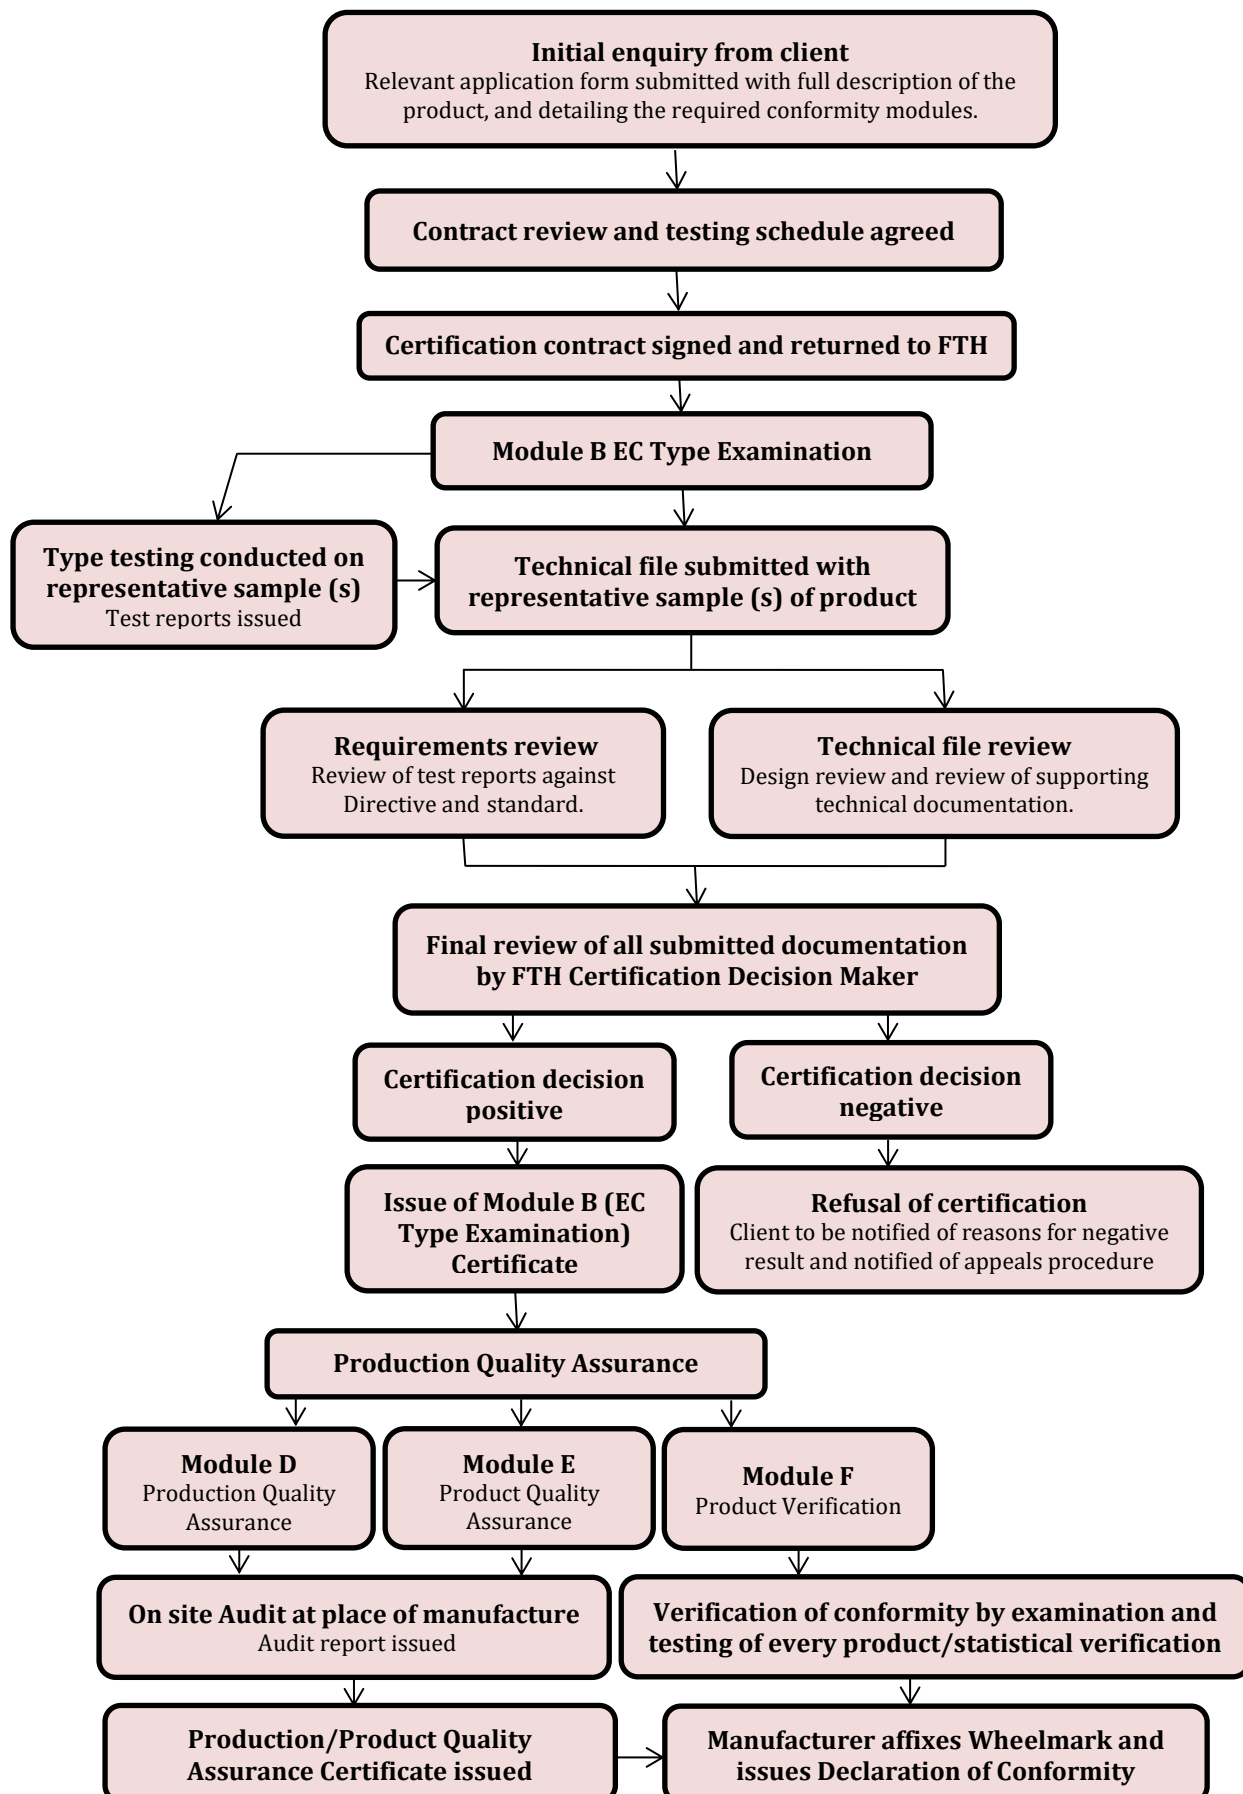 Initial enquiry from client
Relevant application form submitted with full description of the
product, and detailing the required conformity modules.
Contract review and testing schedule agreed
Certification contract signed and returned to FTH
Module B EC Type Examination
Type testing conducted on
representative sample (s)
Test reports issued
Technical file submitted with
representative sample (s) of product
Requirements review
Review of test reports against
Directive and standard.
Technical file review
Design review and review of supporting
technical documentation.
Final review of all submitted documentation
by FTH Certification Decision Maker
Certification decision
positive
Certification decision
negative
Issue of Module B (EC
Type Examination)
Certificate
Refusal of certification
Client to be notified of reasons for negative
result and notified of appeals procedure
Production Quality Assurance
Module D
Production Quality
Assurance
Module E
Product Quality
Assurance
Module F
Product Verification
On site Audit at place of manufacture
Audit report issued
Verification of conformity by examination and
testing of every product/statistical verification
Production/Product Quality
Assurance Certificate issued
Manufacturer affixes Wheelmark and
issues Declaration of Conformity